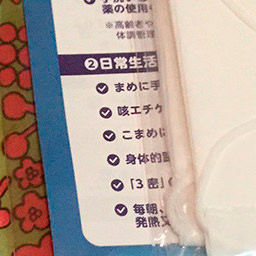 薬の使用
※高齢者や
体調管理
❷日常生活
まめに手
咳エチケ
こまめに
身体的
「3密」
毎朝、
発熱又